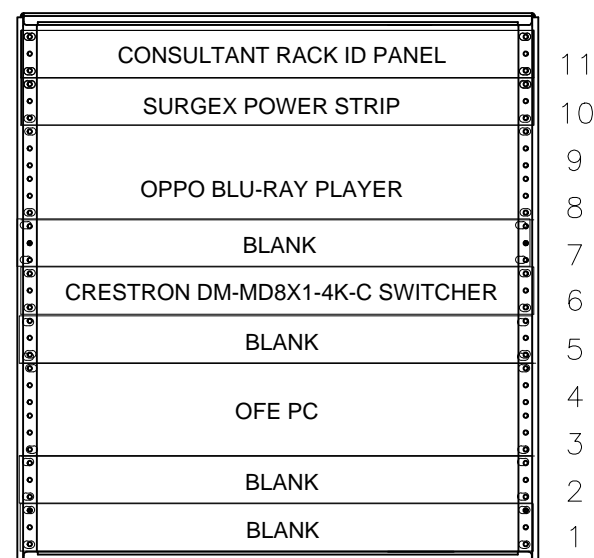 CONSULTANT RACK ID PANEL 11
SURGEX POWER STRIP 10
9
OPPO BLU-RAY PLAYER 8
BLANK 7
CRESTRON DM-MD8X1-4K-C SWITCHER 6
BLANK 5
4
OFE PC
3
BLANK 2
BLANK 1